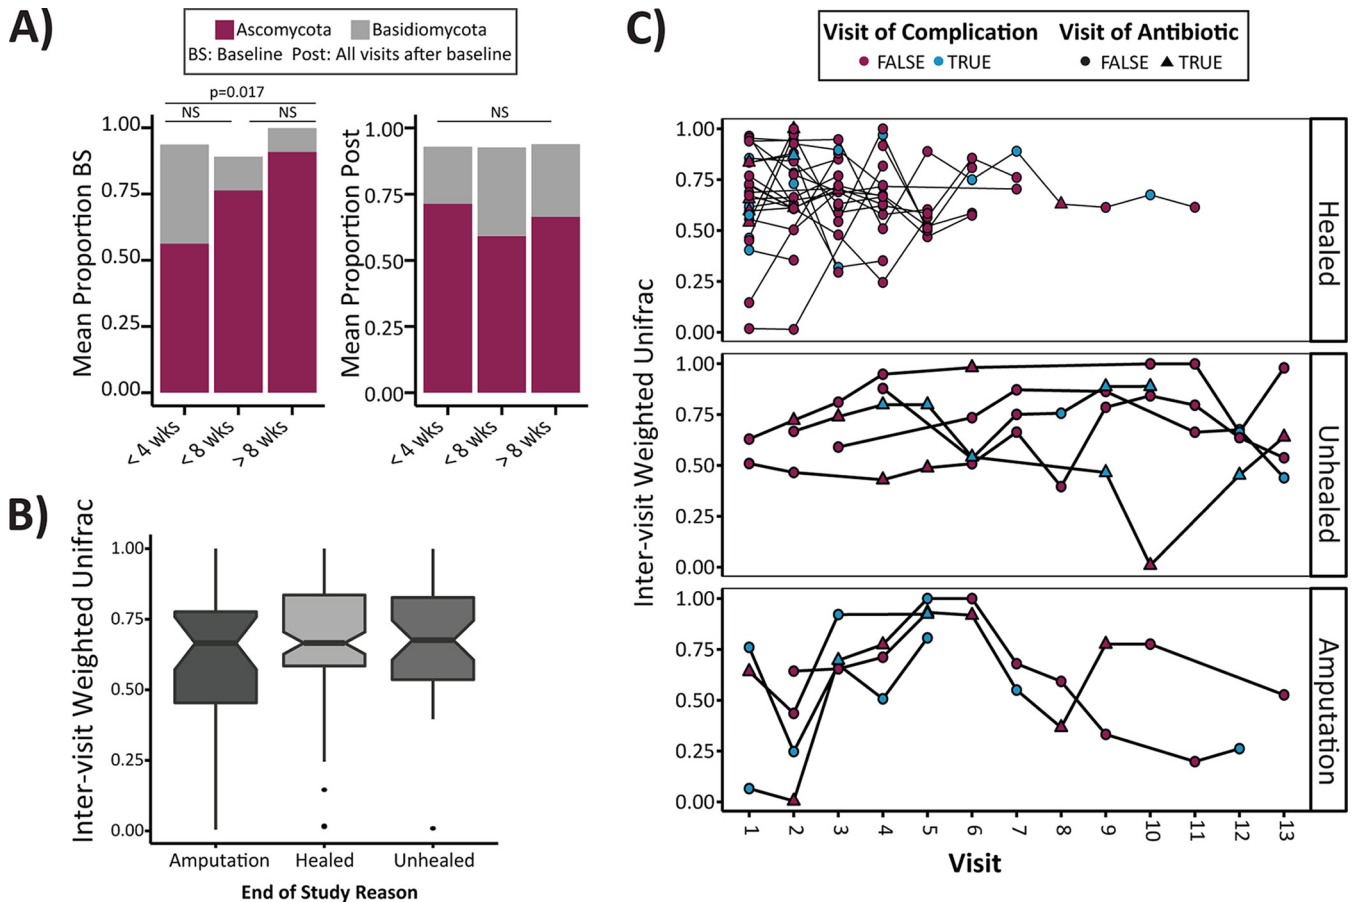 A)
Ascomycota Basidiomycota
BS: Baseline Post: All visits after baseline
p=0.017
NS NS
Mean Proportion BS
1.00
0.75
0.50
0.25
0.00
<4 wks <8 wks >8 wks
NS
Mean Proportion Post
1.00
0.75
0.50
0.25
0.00
<4 wks <8 wks >8 wks
B)
Inter-visit Weighted Unifrac
1.00
0.75
0.50
0.25
0.00
Amputation Healed Unhealed
End of Study Reason
C)
Visit of Complication Visit of Antibiotic
FALSE TRUE FALSE TRUE
Inter-visit Weighted Unifrac
1.00
0.75
0.50
0.25
0.00
Healed
1.00
0.75
0.50
0.25
0.00
Unhealed
1.00
0.75
0.50
0.25
0.00
Amputation
1 2 3 4 5 6 7 8 9 10 11 12 13
Visit